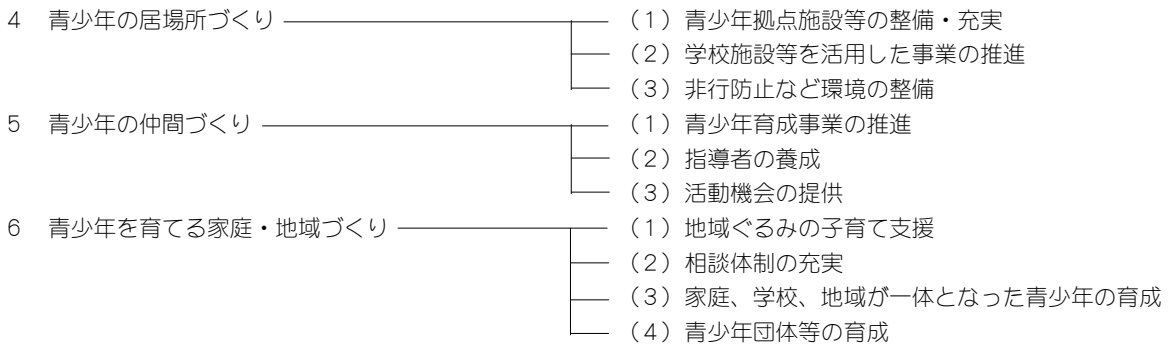 4 青少年の居場所づくり (1)青少年拠点施設等の整備・充実
(2)学校施設等を活用した事業の推進
(3)非行防止など環境の整備
5 青少年の仲間づくり (1)青少年育成事業の推進
(2)指導者の養成
(3)活動機会の提供
6 青少年を育てる家庭・地域づくり (1)地域ぐるみの子育て支援
(2)相談体制の充実
(3)家庭、学校、地域が一体となった青少年の育成
(4)青少年団体等の育成